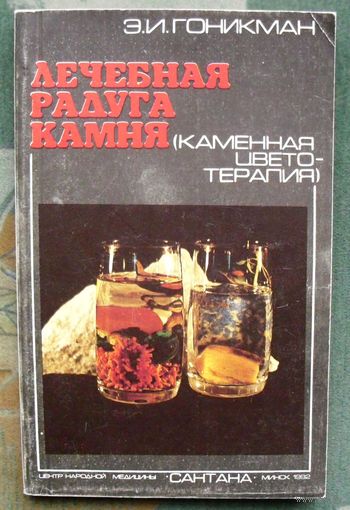 Э.И.ГОНИКМАН
ЛЕЧЕБНАЯ
РАДУГА
КАМНЯ (КАМЕННАЯ
ЦВЕТО-
ТЕРАПИЯ)
ЦЕНТР НАРОДНОЙ МЕДИЦИНЫ · САНТАНА · МИНСК 1992